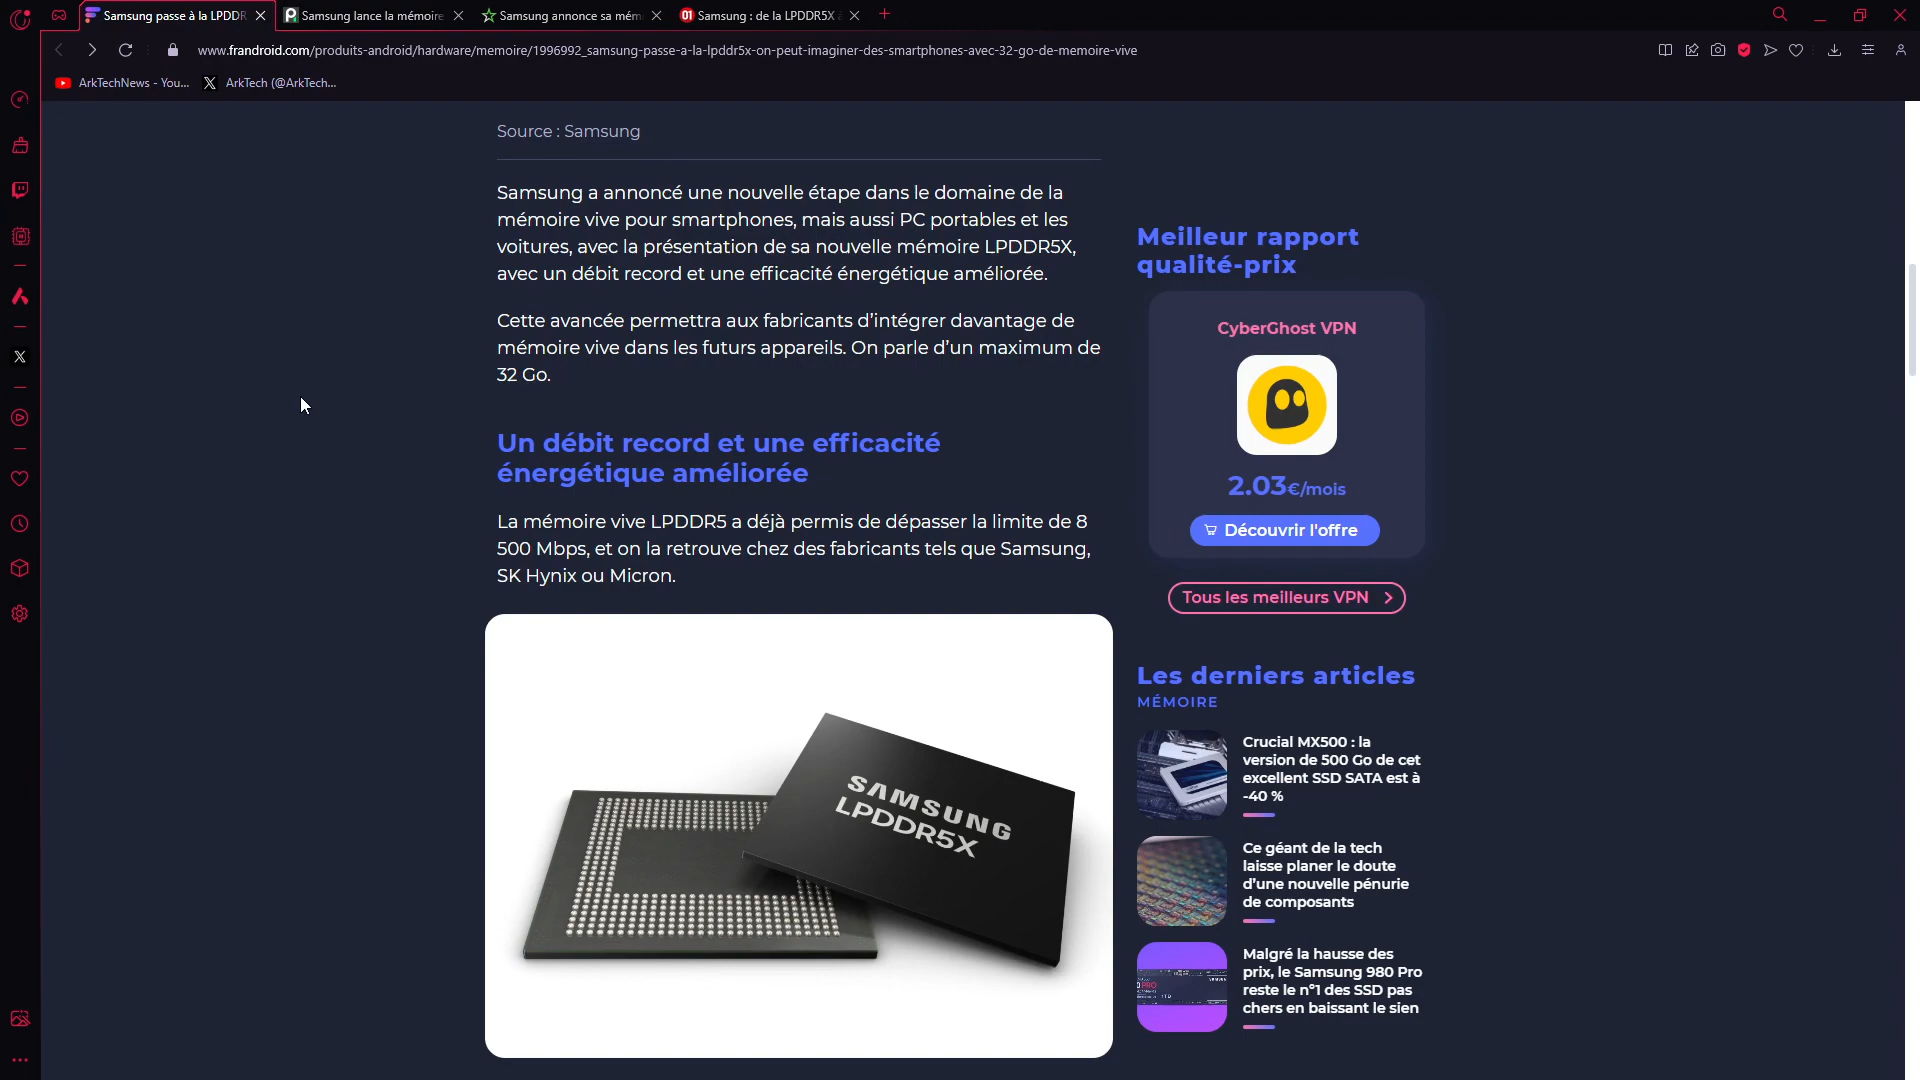 Samsung passe à la LPDDR
Samsung lance la mémoire
Samsung annonce sa mém
01 Samsung : de la LPDDR5X
www.frandroid.com/produits-android/hardware/memoire/1996992_samsung-passe-a-la-lpddr5x-on-peut-imaginer-des-smartphones-avec-32-go-de-memoire-vive
ArkTechNews - You...
ArkTech (@ArkTech...
Source : Samsung
Samsung a annoncé une nouvelle étape dans le domaine de la
mémoire vive pour smartphones, mais aussi PC portables et les
voitures, avec la présentation de sa nouvelle mémoire LPDDR5X,
avec un débit record et une efficacité énergétique améliorée.
Cette avancée permettra aux fabricants d’intégrer davantage de
mémoire vive dans les futurs appareils. On parle d’un maximum de
32 Go.
Un débit record et une efficacité
énergétique améliorée
La mémoire vive LPDDR5 a déjà permis de dépasser la limite de 8
500 Mbps, et on la retrouve chez des fabricants tels que Samsung,
SK Hynix ou Micron.
SAMSUNG
LPDDR5X
Meilleur rapport
qualité-prix
CyberGhost VPN
2.03€/mois
Découvrir l'offre
Tous les meilleurs VPN
Les derniers articles
MÉMOIRE
Crucial MX500 : la
version de 500 Go de cet
excellent SSD SATA est à
-40 %
Ce géant de la tech
laisse planer le doute
d’une nouvelle pénurie
de composants
Malgré la hausse des
prix, le Samsung 980 Pro
reste le n°1 des SSD pas
chers en baissant le sien